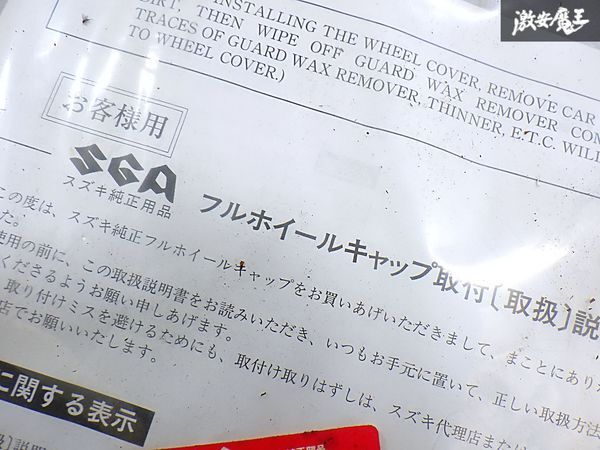 激安魔王
INSTALLING THE WHEEL COVER, REMOVE CAR
DIRT, THEN WIPE OFF GUARD WAX REMOVER COM
TRACES OF GUARD WAX REMOVER, THINNER, E.T.C. WILL
TO WHEEL COVER.)
お客様用
SGA
スズキ純正用品
フルホイールキャップ取付〔取扱〕説
この度は、スズキ純正フルホイールキャップをお買いあげいただきまして、まことにあり
た。
使用の前に、この取扱説明書をお読みいただき、いつもお手元に置いて、正しい取扱方法
くださるようお願い申しあげます。
取り付けミスを避けるためにも、取付け取りはずしは、スズキ代理店または
店でお願いいたします。
に関する表示